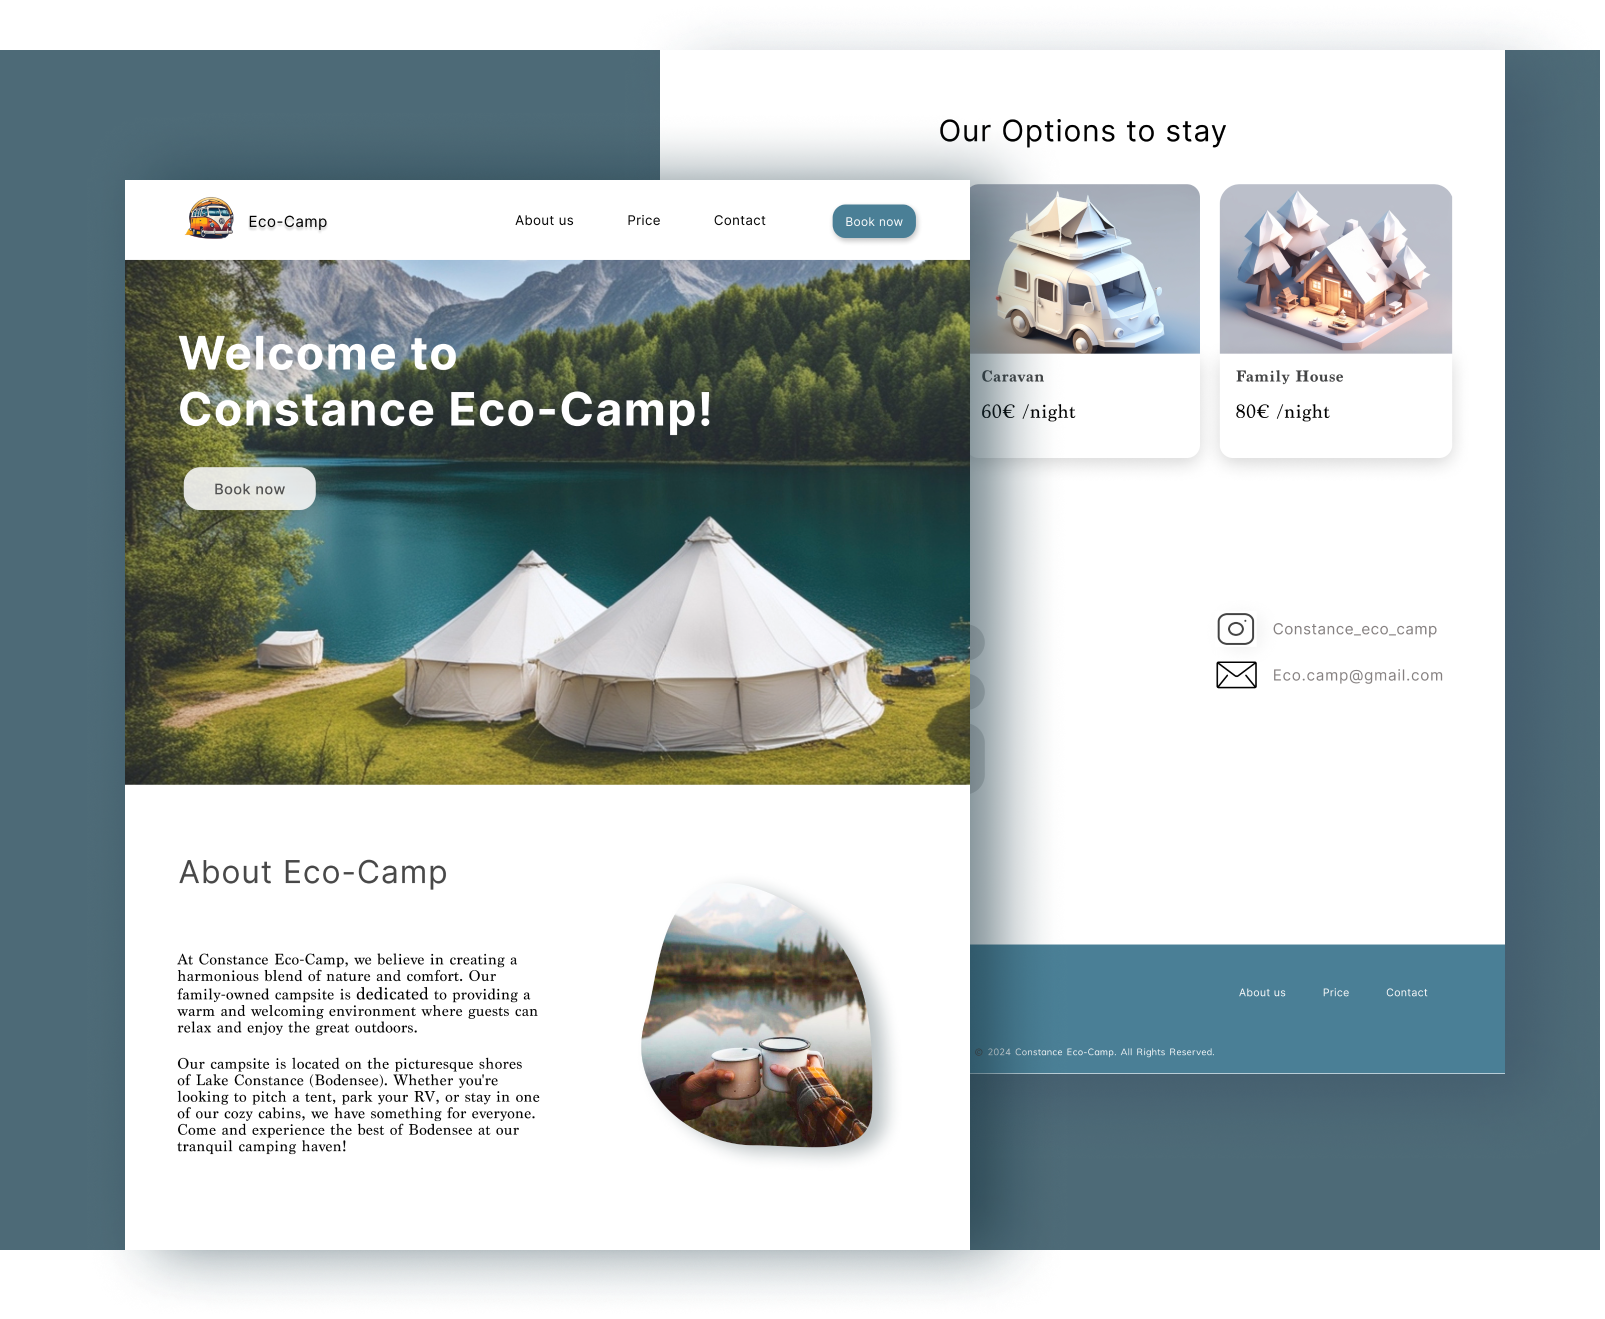 Our Options to stay
Eco-Camp
About us
Price
Contact
Book now
Welcome to
Constance Eco-Camp!
Book now
Caravan
60€ /night
Family House
80€ /night
Constance_eco_camp
Eco.camp@gmail.com
About Eco-Camp
At Constance Eco-Camp, we believe in creating a
harmonious blend of nature and comfort. Our
family-owned campsite is dedicated to providing a
warm and welcoming environment where guests can
relax and enjoy the great outdoors.
Our campsite is located on the picturesque shores
of Lake Constance (Bodensee). Whether you're
looking to pitch a tent, park your RV, or stay in one
of our cozy cabins, we have something for everyone.
Come and experience the best of Bodensee at our
tranquil camping haven!
About us
Price
Contact
© 2024 Constance Eco-Camp. All Rights Reserved.